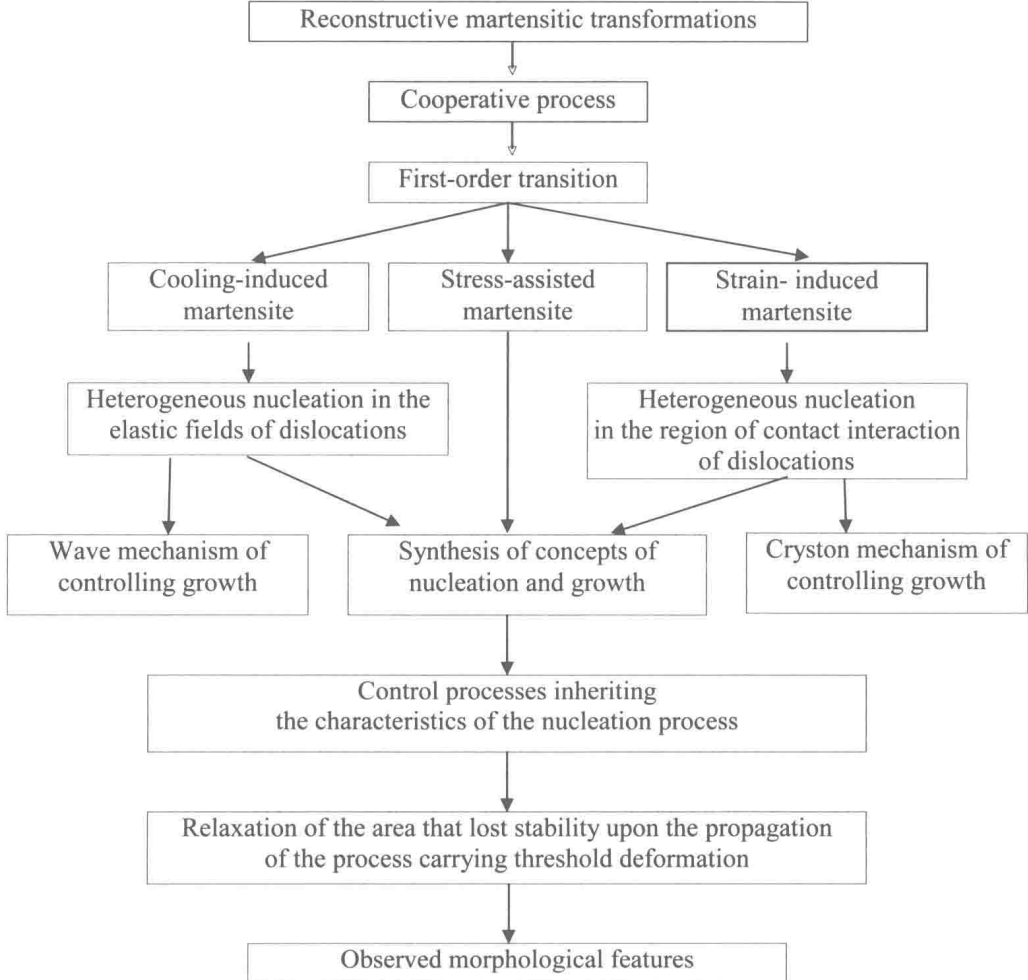 Reconstructive martensitic transformations
Cooperative process
First-order transition
Cooling-induced
martensite
Stress-assisted
martensite
Strain- induced
martensite
Heterogeneous nucleation in the
elastic fields of dislocations
Heterogeneous nucleation
in the region of contact interaction
of dislocations
Wave mechanism of
controlling growth
Synthesis of concepts of
nucleation and growth
Cryston mechanism of
controlling growth
Control processes inheriting
the characteristics of the nucleation process
Relaxation of the area that lost stability upon the propagation
of the process carrying threshold deformation
Observed morphological features